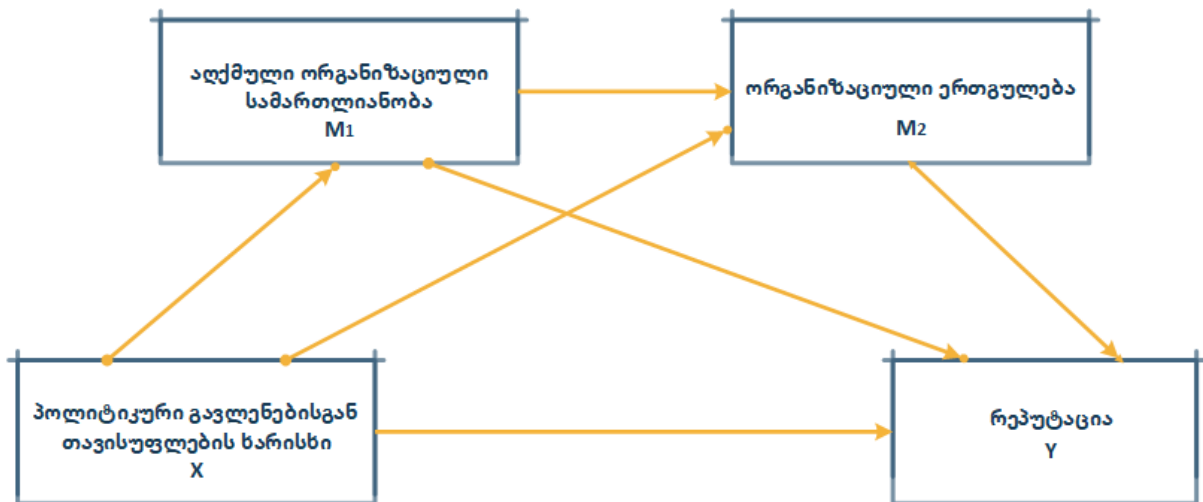 აღქმული ორგანიზაციული
სამართლიანობა
M1
ორგანიზაციული ერთგულება
M2
პოლიტიკური გავლენებისგან
თავისუფლების ხარისხი
X
რეპუტაცია
Y